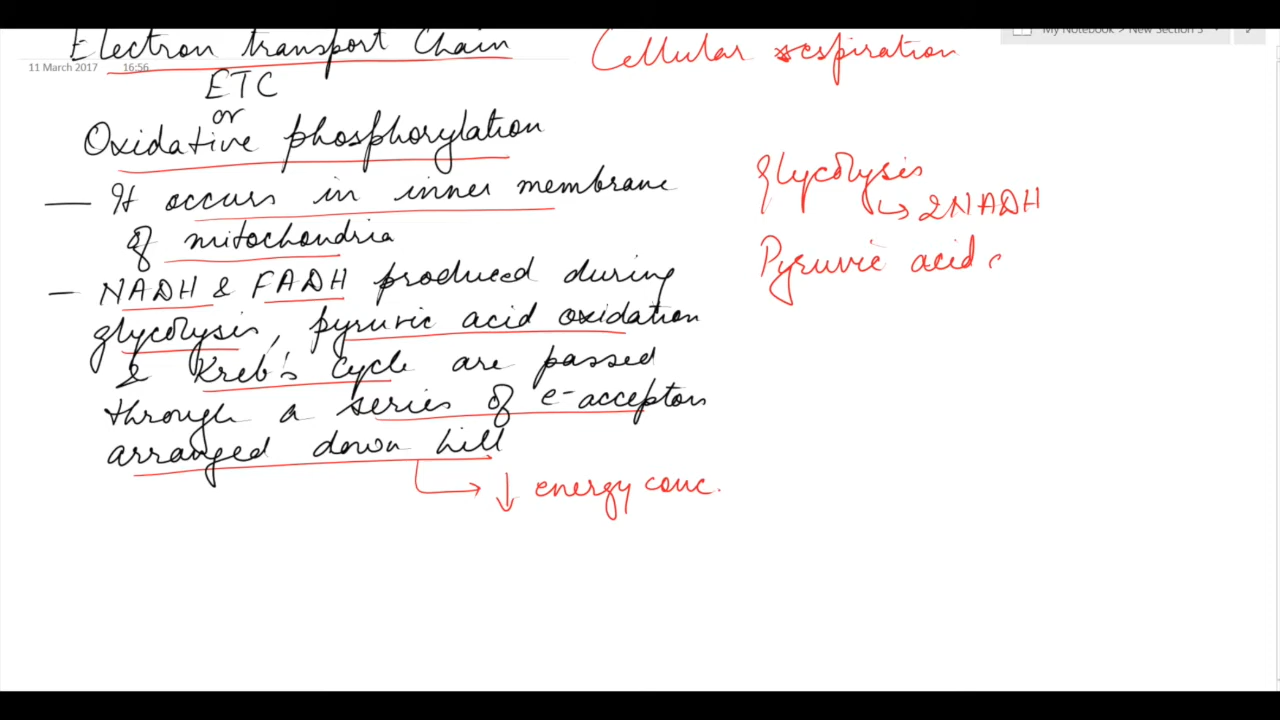 Electron transport Chain
Cellular respiration
My Notebook > New Section 3
11 March 2017 16:56
ETC
or
Oxidative phosphorylation
— It occurs in inner membrane
of mitochondria
— NADH & FADH produced during
glycolysis, pyruvic acid oxidation
& Kreb's Cycle are passed
through a series of e-acceptors
arranged down hill
↓ energy conc.
Glycolysis
↳ 2NADH
Pyruvic acid